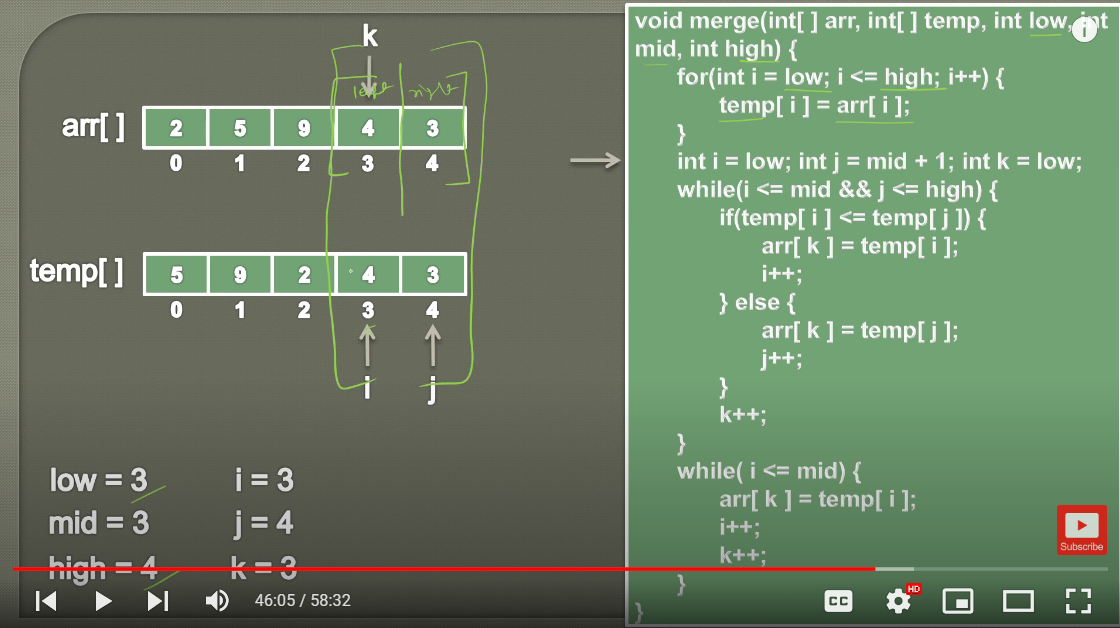 k
left right
arr[ ] 2 5 9 4 3
0 1 2 3 4
temp[ ] 5 9 2 4 3
0 1 2 3 4
i j
low = 3 i = 3
mid = 3 j = 4
high = 4 k = 3
void merge(int[ ] arr, int[ ] temp, int low, int
mid, int high) {
for(int i = low; i <= high; i++) {
temp[ i ] = arr[ i ];
}
int i = low; int j = mid + 1; int k = low;
while(i <= mid && j <= high) {
if(temp[ i ] <= temp[ j ]) {
arr[ k ] = temp[ i ];
i++;
} else {
arr[ k ] = temp[ j ];
j++;
}
k++;
}
while( i <= mid) {
arr[ k ] = temp[ i ];
i++;
k++;
}
}
i
Subscribe
46:05 / 58:32
CC
HD